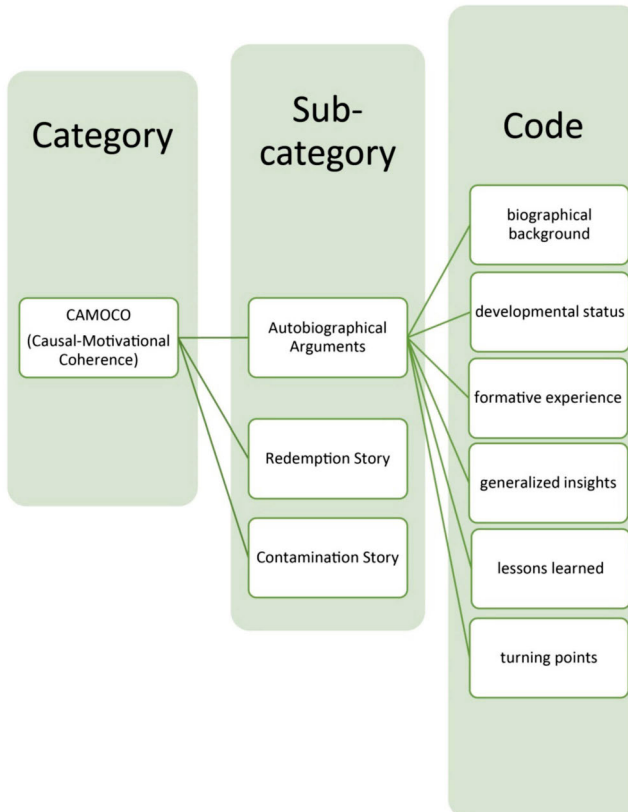 Category
CAMOCO
(Causal-Motivational
Coherence)
Sub-
category
Autobiographical
Arguments
Redemption Story
Contamination Story
Code
biographical
background
developmental status
formative experience
generalized insights
lessons learned
turning points